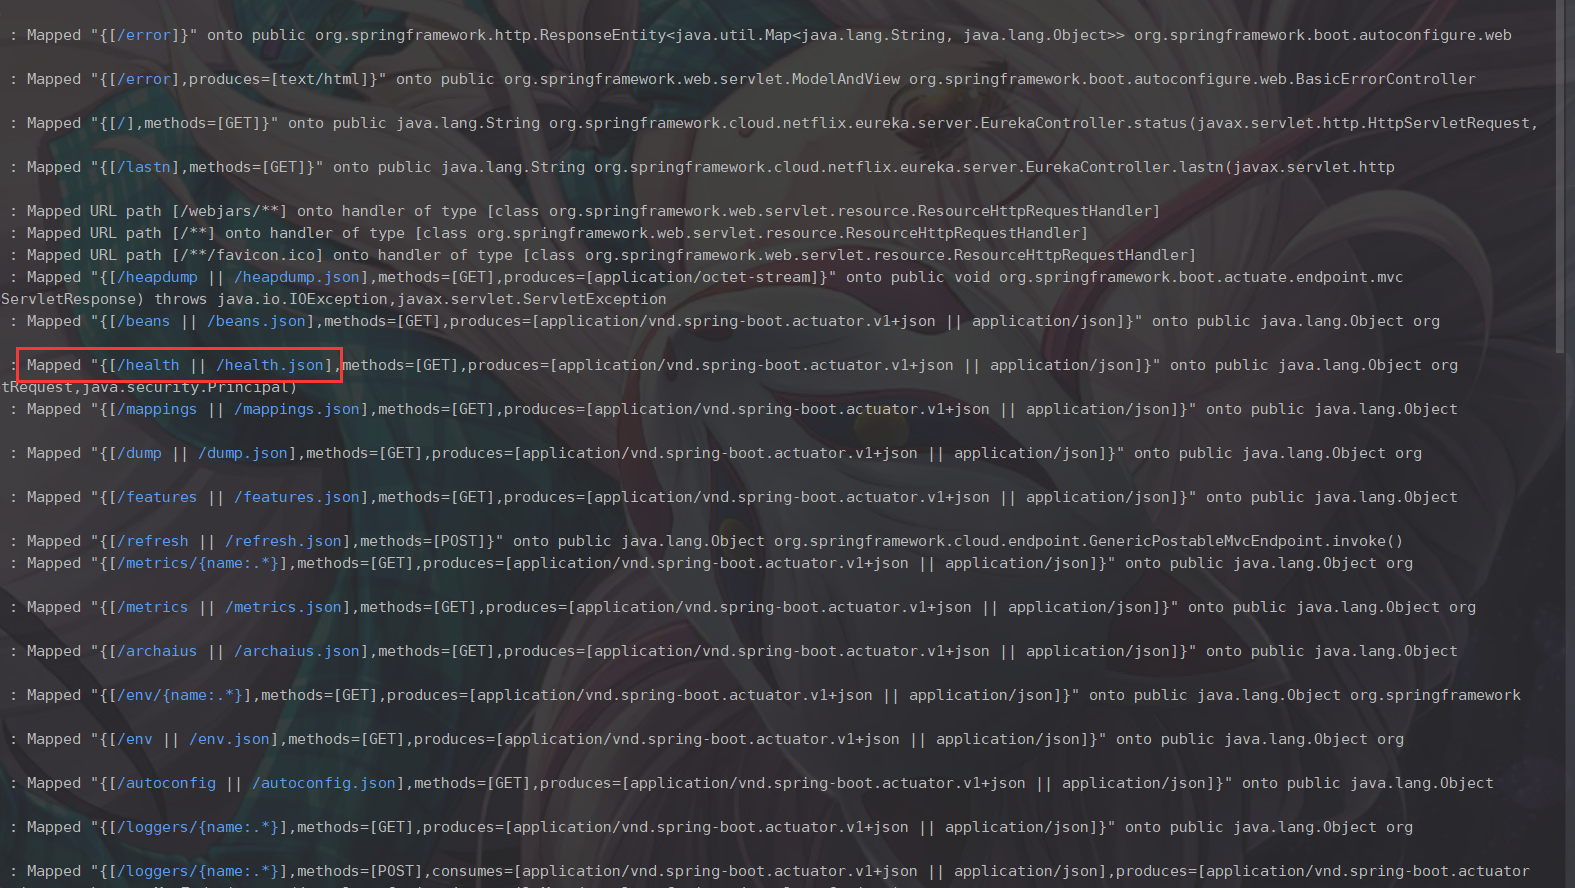 : Mapped "{[/error]}" onto public org.springframework.http.ResponseEntity<java.util.Map<java.lang.String, java.lang.Object>> org.springframework.boot.autoconfigure.web
: Mapped "{[/error],produces=[text/html]}" onto public org.springframework.web.servlet.ModelAndView org.springframework.boot.autoconfigure.web.BasicErrorController
: Mapped "{[/],methods=[GET]}" onto public java.lang.String org.springframework.cloud.netflix.eureka.server.EurekaController.status(javax.servlet.http.HttpServletRequest,
: Mapped "{[/lastn],methods=[GET]}" onto public java.lang.String org.springframework.cloud.netflix.eureka.server.EurekaController.lastn(javax.servlet.http
: Mapped URL path [/webjars/**] onto handler of type [class org.springframework.web.servlet.resource.ResourceHttpRequestHandler]
: Mapped URL path [/**] onto handler of type [class org.springframework.web.servlet.resource.ResourceHttpRequestHandler]
: Mapped URL path [/**/favicon.ico] onto handler of type [class org.springframework.web.servlet.resource.ResourceHttpRequestHandler]
: Mapped "{[/heapdump || /heapdump.json],methods=[GET],produces=[application/octet-stream]}" onto public void org.springframework.boot.actuate.endpoint.mvc
ServletResponse) throws java.io.IOException,javax.servlet.ServletException
: Mapped "{[/beans || /beans.json],methods=[GET],produces=[application/vnd.spring-boot.actuator.v1+json || application/json]}" onto public java.lang.Object org
: Mapped "{[/health || /health.json],methods=[GET],produces=[application/vnd.spring-boot.actuator.v1+json || application/json]}" onto public java.lang.Object org
tRequest,java.security.Principal)
: Mapped "{[/mappings || /mappings.json],methods=[GET],produces=[application/vnd.spring-boot.actuator.v1+json || application/json]}" onto public java.lang.Object
: Mapped "{[/dump || /dump.json],methods=[GET],produces=[application/vnd.spring-boot.actuator.v1+json || application/json]}" onto public java.lang.Object org
: Mapped "{[/features || /features.json],methods=[GET],produces=[application/vnd.spring-boot.actuator.v1+json || application/json]}" onto public java.lang.Object
: Mapped "{[/refresh || /refresh.json],methods=[POST]}" onto public java.lang.Object org.springframework.cloud.endpoint.GenericPostableMvcEndpoint.invoke()
: Mapped "{[/metrics/{name:.*}],methods=[GET],produces=[application/vnd.spring-boot.actuator.v1+json || application/json]}" onto public java.lang.Object org
: Mapped "{[/metrics || /metrics.json],methods=[GET],produces=[application/vnd.spring-boot.actuator.v1+json || application/json]}" onto public java.lang.Object org
: Mapped "{[/archaius || /archaius.json],methods=[GET],produces=[application/vnd.spring-boot.actuator.v1+json || application/json]}" onto public java.lang.Object
: Mapped "{[/env/{name:.*}],methods=[GET],produces=[application/vnd.spring-boot.actuator.v1+json || application/json]}" onto public java.lang.Object org.springframework
: Mapped "{[/env || /env.json],methods=[GET],produces=[application/vnd.spring-boot.actuator.v1+json || application/json]}" onto public java.lang.Object org
: Mapped "{[/autoconfig || /autoconfig.json],methods=[GET],produces=[application/vnd.spring-boot.actuator.v1+json || application/json]}" onto public java.lang.Object
: Mapped "{[/loggers/{name:.*}],methods=[GET],produces=[application/vnd.spring-boot.actuator.v1+json || application/json]}" onto public java.lang.Object org
: Mapped "{[/loggers/{name:.*}],methods=[POST],consumes=[application/vnd.spring-boot.actuator.v1+json || application/json],produces=[application/vnd.spring-boot.actuator